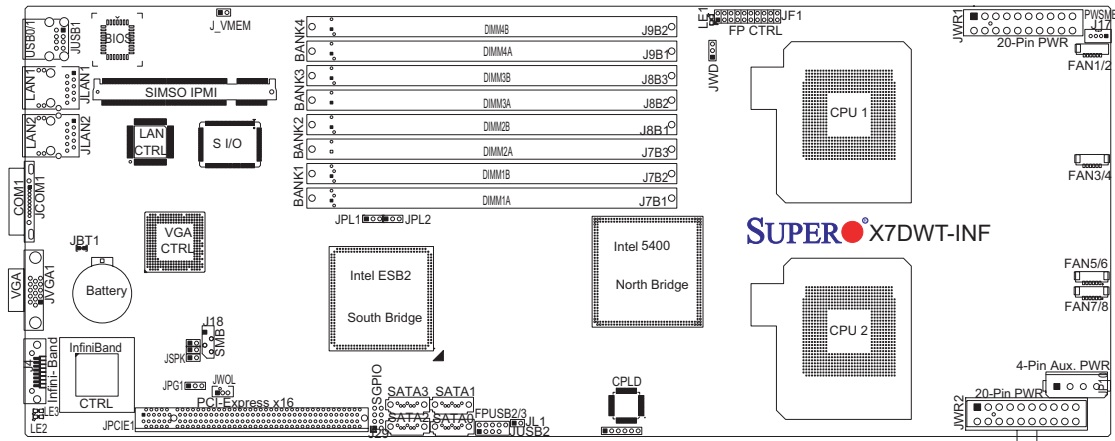 USB0/1
JUSB1
BIOS
J_VMEM
BANK4
DIMM4B
J9B2
DIMM4A
J9B1
BANK3
DIMM3B
J8B3
DIMM3A
J8B2
BANK2
DIMM2B
J8B1
DIMM2A
J7B3
BANK1
DIMM1B
J7B2
DIMM1A
J7B1
LE1
JF1
FP CTRL
JWD
JWR1
20-Pin PWR
J17
FAN1/2
FAN3/4
FAN5/6
FAN7/8
LAN1
JLAN1
LAN2
JLAN2
SIMSO IPMI
LAN
CTRL
S I/O
CPU 1
COM1
JCOM1
JPL1
JPL2
VGA
CTRL
JBT1
Battery
VGA
JVGA1
Intel ESB2
South Bridge
Intel 5400
North Bridge
SUPER
X7DWT-INF
CPU 2
J18
SMB
JSPK
J4
Infini- Band
InfiniBand
CTRL
LE3
LE2
JPG1
JWOL
PCI-Express x16
JPCIE1
SGPIO
J29
SATA3
SATA1
SATA2
FPUSB2/3
JL1
JUSB2
CPLD
4-Pin Aux. PWR
20-Pin PWR
JWR2